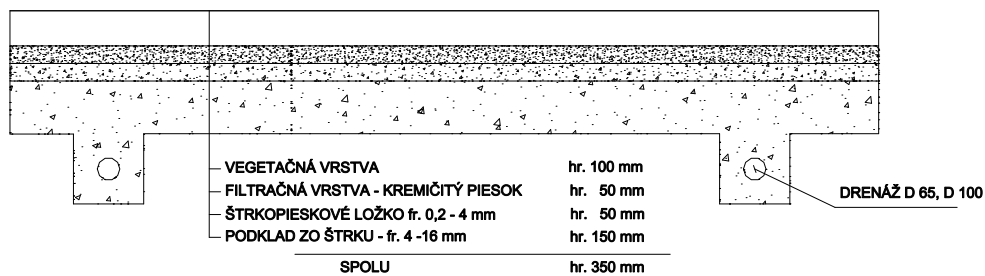 VEGETAČNÁ VRSTVA hr. 100 mm
FILTRAČNÁ VRSTVA - KREMIČITÝ PIESOK hr. 50 mm
DRENÁŽ D 65, D 100
ŠTRKOPIESKOVÉ LOŽKO fr. 0,2 - 4 mm hr. 50 mm
PODKLAD ZO ŠTRKU - fr. 4 -16 mm hr. 150 mm
SPOLU hr. 350 mm